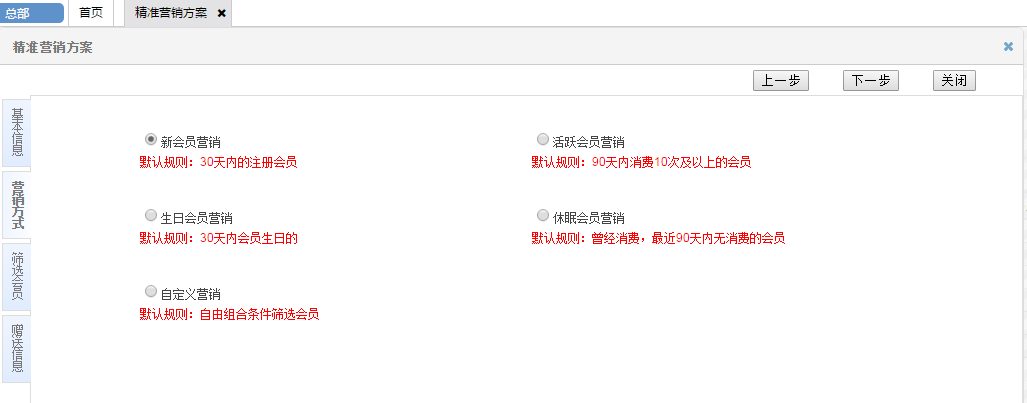 总部 首页 精准营销方案 ×
精准营销方案 ×
上一步 下一步 关闭
基本信息
营销方式
筛选会员
赠送信息
新会员营销 活跃会员营销
默认规则：30天内的注册会员 默认规则：90天内消费10次及以上的会员
生日会员营销 休眠会员营销
默认规则：30天内会员生日的 默认规则：曾经消费，最近90天内无消费的会员
自定义营销
默认规则：自由组合条件筛选会员